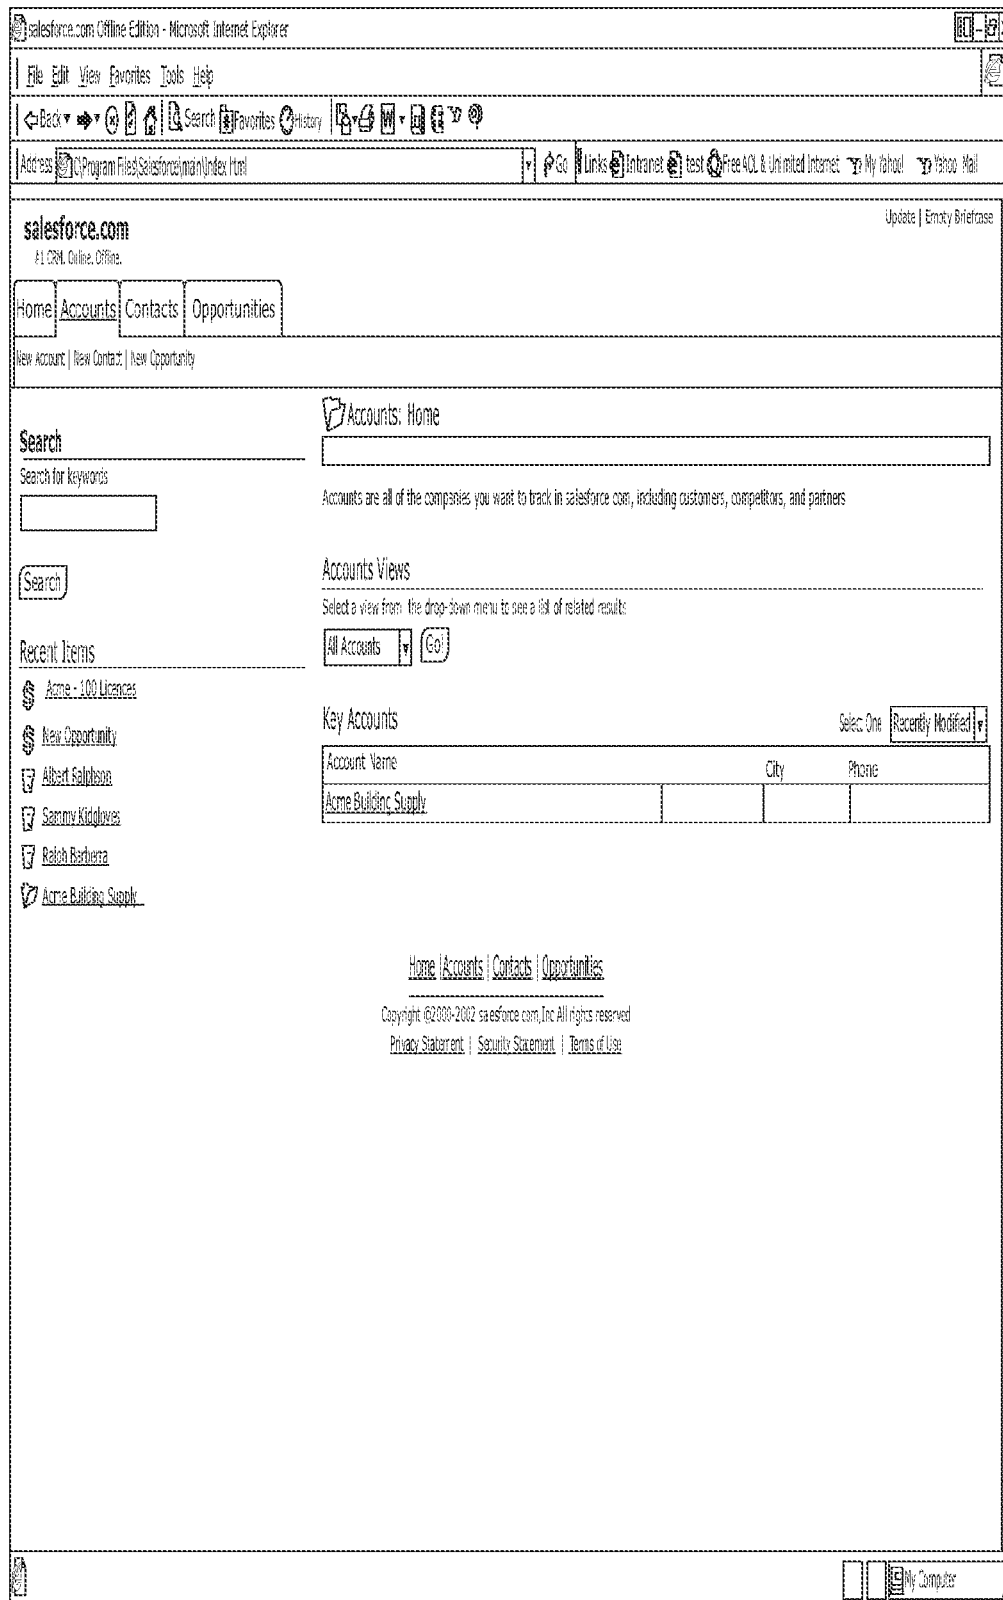 salesforce.com Offline Edition - Microsoft Internet Explorer
File Edit View Favorites Tools Help
Back Search Favorites History W
Address C:\Program Files\Salesforce\main\Index html Go Links Intranet test Free AOL & Unlimited Internet My Yahoo! Yahoo Mail
Update | Empty Briefcase
salesforce.com
#1 CRM. Online. Offline.
Home Accounts Contacts Opportunities
New Account | New Contact | New Opportunity
Accounts: Home
Search
Search for keywords
Accounts are all of the companies you want to track in salesforce com, including customers, competitors, and partners
Search
Accounts Views
Select a view from the drop-down menu to see a list of related results
All Accounts Go!
Recent Items
Acme - 100 Licences
New Opportunity
Albert Ralphson
Sammy Kidgloves
Ralph Barberra
Acme Building Supply
Key Accounts Select One Recently Modified
Account Name City Phone
Acme Building Supply
Home | Accounts | Contacts | Opportunities
Copyright ©2000-2002 salesforce com,Inc All rights reserved
Privacy Statement | Security Statement | Terms of Use
My Computer